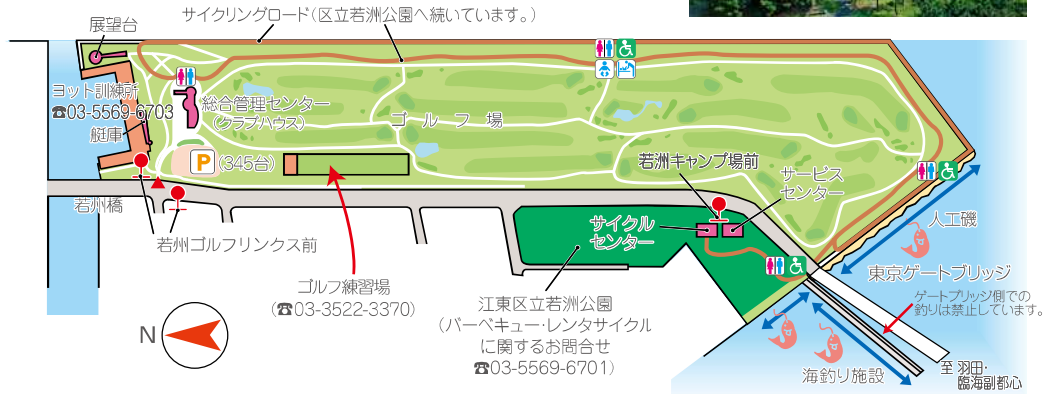 サイクリングロード(区立若洲公園へ続いています。)
展望台
ヨット訓練所
☎03-5569-6703
艇庫
総合管理センター
(クラブハウス)
ゴルフ場
P (345台)
若洲キャンプ場前
サービス
センター
サイクル
センター
若州橋
若州ゴルフリンクス前
人工磯
東京ゲートブリッジ
ゲートブリッジ側での
釣りは禁止しています。
ゴルフ練習場
(☎03-3522-3370)
江東区立若洲公園
(バーベキュー・レンタサイクル
に関するお問合せ
☎03-5569-6701)
N
海釣り施設
至 羽田・
臨海副都心